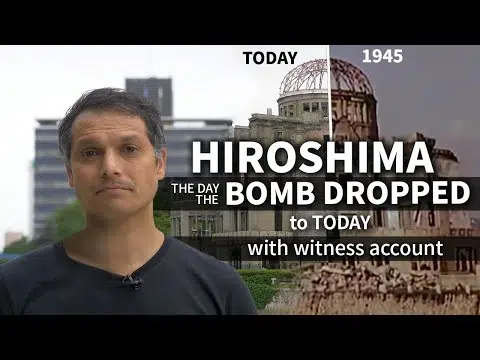 TODAY
1945
HIROSHIMA
THE DAY THE BOMB DROPPED
to TODAY
with witness account